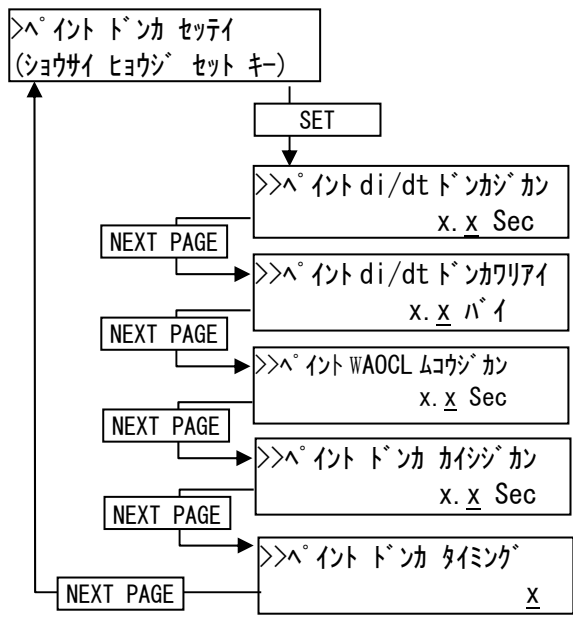 >ﾍﾟｲﾝﾄ ﾄﾞﾝｶ ｾｯﾃｲ
(ｼｮｳｻｲ ﾋｮｳｼﾞ ｾｯﾄ ｷｰ)
SET
>>ﾍﾟｲﾝﾄ di/dt ﾄﾞﾝｶｼﾞｶﾝ
x.x Sec
NEXT PAGE
>>ﾍﾟｲﾝﾄ di/dt ﾄﾞﾝｶﾜﾘｱｲ
x.x ﾊﾞｲ
NEXT PAGE
>>ﾍﾟｲﾝﾄ WAOCL ﾑｺｳｼﾞｶﾝ
x.x Sec
NEXT PAGE
>>ﾍﾟｲﾝﾄ ﾄﾞﾝｶ ｶｲｼｼﾞｶﾝ
x.x Sec
NEXT PAGE
>>ﾍﾟｲﾝﾄ ﾄﾞﾝｶ ﾀｲﾐﾝｸﾞ
x
NEXT PAGE